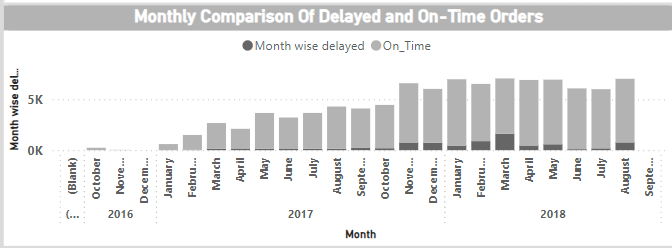 Monthly Comparison Of Delayed and On-Time Orders
Month wise delayed On_Time
Month wise del...
5K
0K
(Blank) October Nove... Decem... January Febru... March April May June July August Septe... October Nove... Decem... January Febru... March April May June July August Septe...
(... 2016 2017 2018
Month